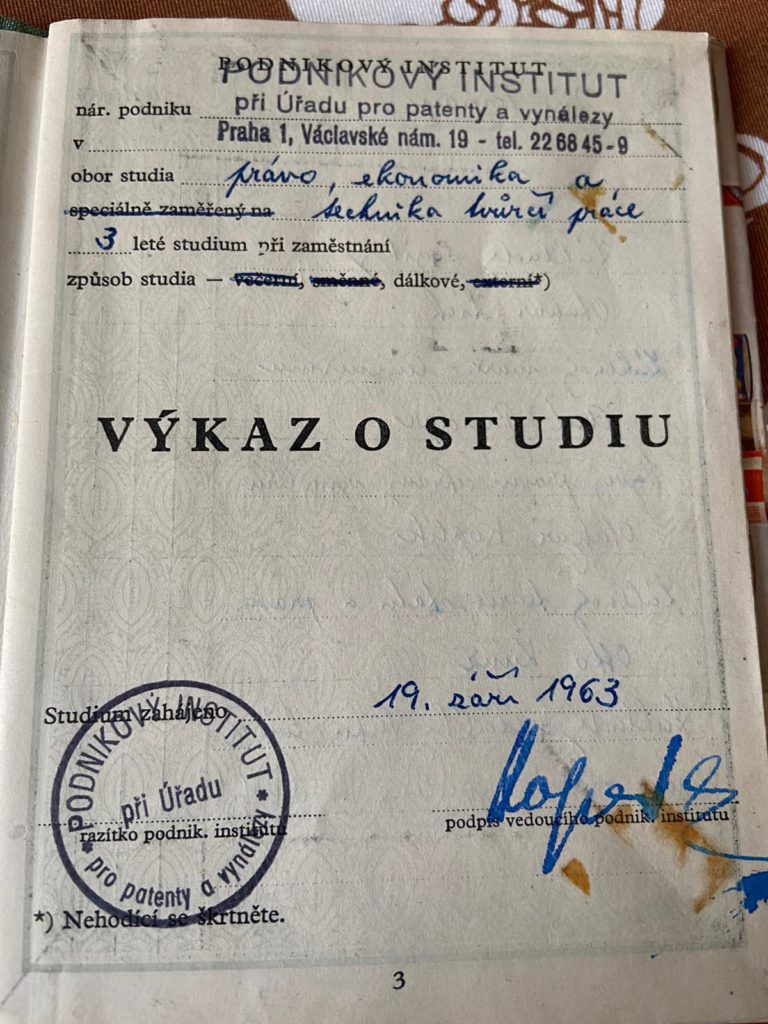 PODNIKOVÝ INSTITUT
PODNIKOVÝ INSTITUT
nár. podniku při Úřadu pro patenty a vynálezy
v Praha 1, Václavské nám. 19 - tel. 22 68 45 - 9
obor studia právo, ekonomika a
speciálně zaměřený na technika tvůrčí práce
3 leté studium při zaměstnání
způsob studia — večerní, směnné, dálkové, externí*)
VÝKAZ O STUDIU
Studium zahájeno 19. září 1963
PODNIKOVÝ INSTITUT
při Úřadu
pro patenty a vynálezy
razítko podnik. institutu
podpis vedoucího podnik. institutu
*) Nehodící se škrtněte.
3